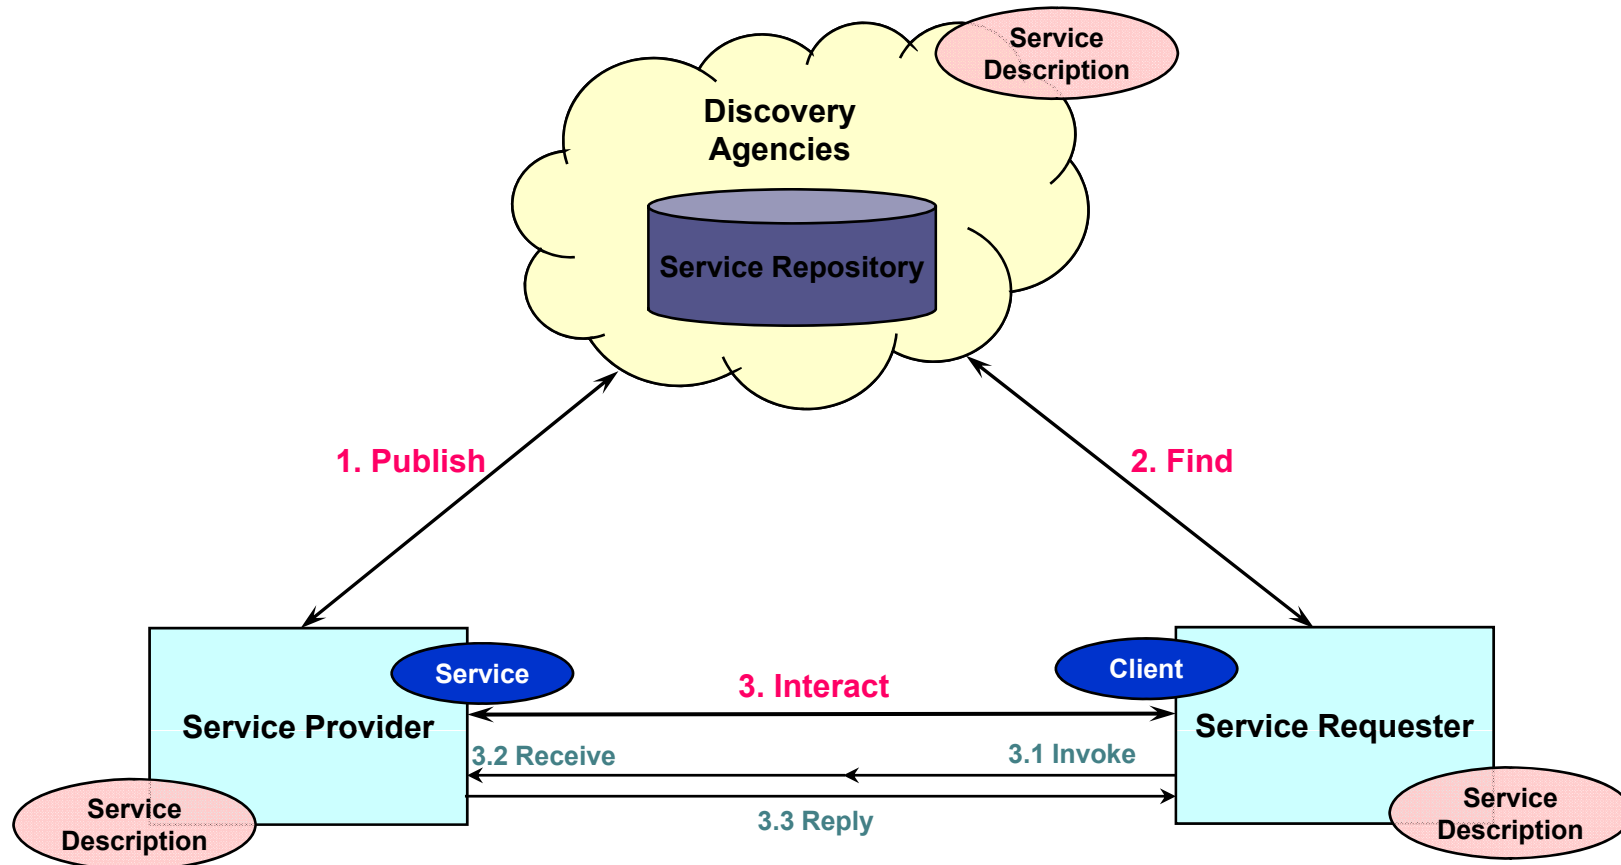 Service
Description
Discovery
Agencies
Service Repository
1. Publish
2. Find
Service
Client
3. Interact
Service Provider
Service Requester
3.2 Receive
3.1 Invoke
3.3 Reply
Service
Description
Service
Description